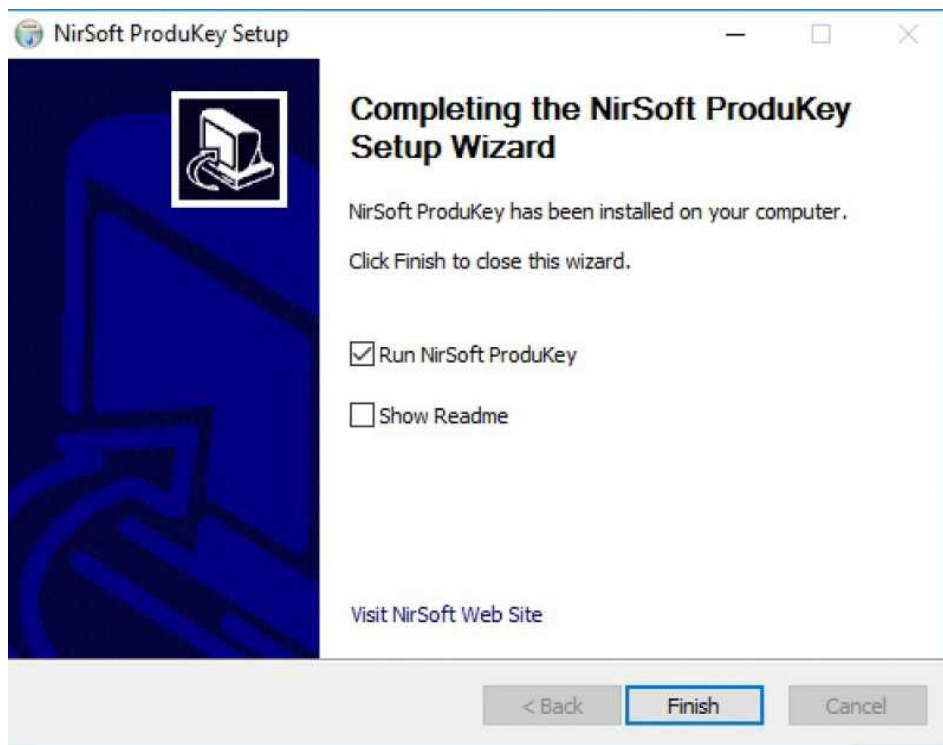 NirSoft ProduKey Setup
Completing the NirSoft ProduKey
Setup Wizard
NirSoft ProduKey has been installed on your computer.
Click Finish to close this wizard.
Run NirSoft ProduKey
Show Readme
Visit NirSoft Web Site
< Back
Finish
Cancel